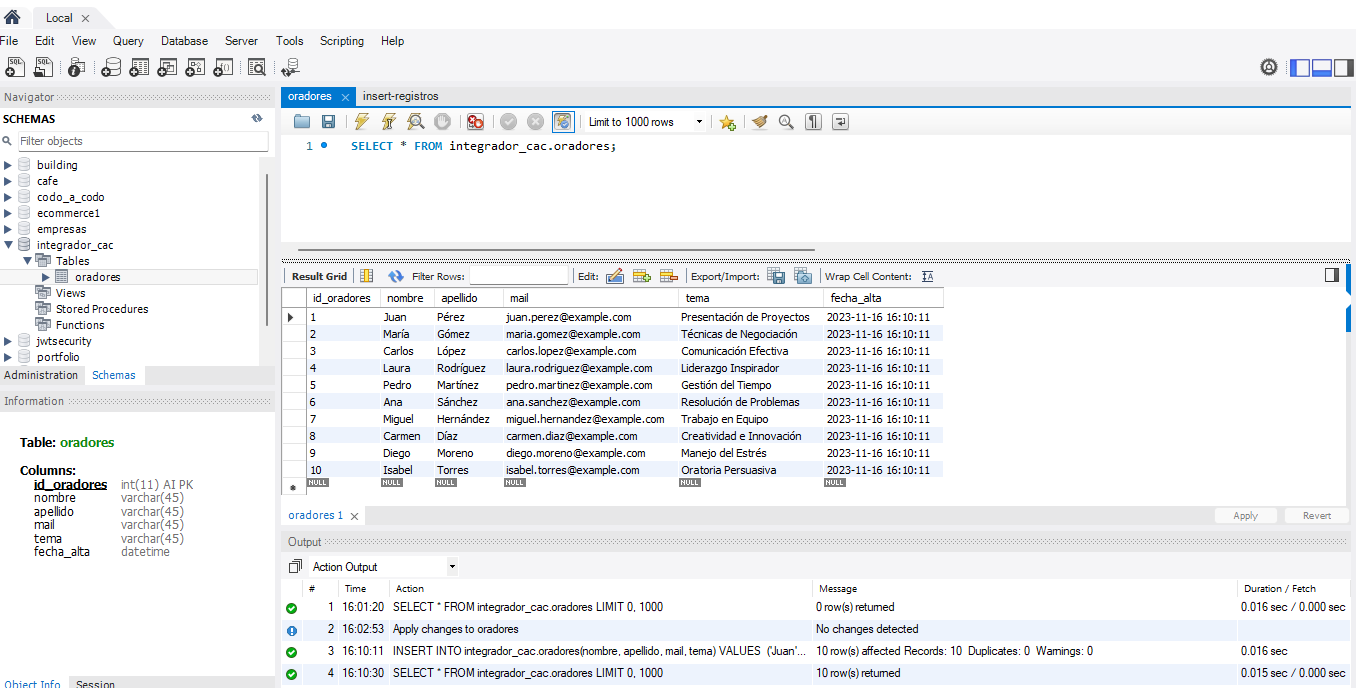 Local
File Edit View Query Database Server Tools Scripting Help
Navigator
SCHEMAS
Filter objects
building
cafe
codo_a_codo
ecommerce1
empresas
integrador_cac
Tables
oradores
Views
Stored Procedures
Functions
jwtsecurity
portfolio
Administration Schemas
Information
Table: oradores
Columns:
id_oradores int(11) AI PK
nombre varchar(45)
apellido varchar(45)
mail varchar(45)
tema varchar(45)
fecha_alta datetime
Object Info Session
oradores insert-registros
Limit to 1000 rows
1 SELECT * FROM integrador_cac.oradores;
Result Grid Filter Rows: Edit: Export/Import: Wrap Cell Content:
id_oradores nombre apellido mail tema fecha_alta
1 Juan Pérez juan.perez@example.com Presentación de Proyectos 2023-11-16 16:10:11
2 María Gómez maria.gomez@example.com Técnicas de Negociación 2023-11-16 16:10:11
3 Carlos López carlos.lopez@example.com Comunicación Efectiva 2023-11-16 16:10:11
4 Laura Rodríguez laura.rodriguez@example.com Liderazgo Inspirador 2023-11-16 16:10:11
5 Pedro Martínez pedro.martinez@example.com Gestión del Tiempo 2023-11-16 16:10:11
6 Ana Sánchez ana.sanchez@example.com Resolución de Problemas 2023-11-16 16:10:11
7 Miguel Hernández miguel.hernandez@example.com Trabajo en Equipo 2023-11-16 16:10:11
8 Carmen Díaz carmen.diaz@example.com Creatividad e Innovación 2023-11-16 16:10:11
9 Diego Moreno diego.moreno@example.com Manejo del Estrés 2023-11-16 16:10:11
10 Isabel Torres isabel.torres@example.com Oratoria Persuasiva 2023-11-16 16:10:11
NULL NULL NULL NULL NULL NULL
oradores 1 Apply Revert
Output
Action Output
# Time Action Message Duration / Fetch
1 16:01:20 SELECT * FROM integrador_cac.oradores LIMIT 0, 1000 0 row(s) returned 0.016 sec / 0.000 sec
2 16:02:53 Apply changes to oradores No changes detected
3 16:10:11 INSERT INTO integrador_cac.oradores(nombre, apellido, mail, tema) VALUES ('Juan'... 10 row(s) affected Records: 10 Duplicates: 0 Warnings: 0 0.016 sec
4 16:10:30 SELECT * FROM integrador_cac.oradores LIMIT 0, 1000 10 row(s) returned 0.015 sec / 0.000 sec